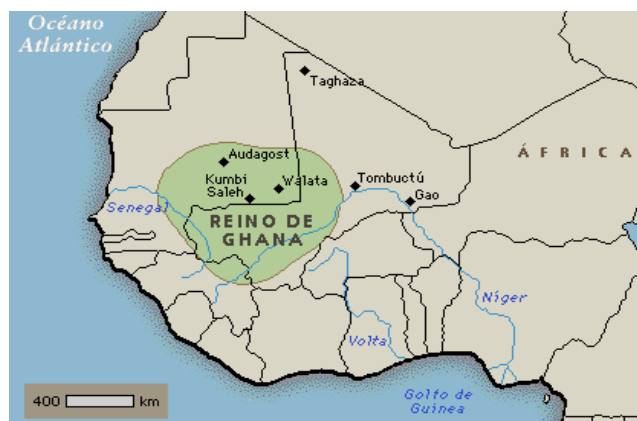 Océano
Atlántico
Taghaza
Audagost
ÁFRICA
Kumbi
Saleh
Walata
Tombuctú
Gao
Senegal
REINO DE
GHANA
Níger
Volta
Golfo de
Guinea
400 km